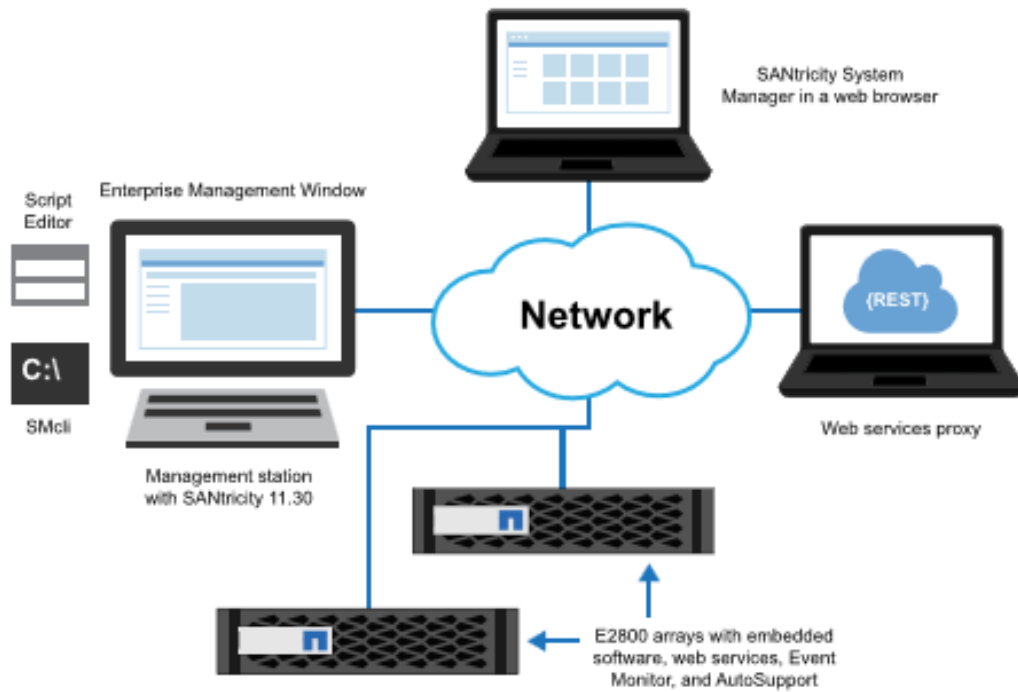 SANtricity System
Manager in a web browser
Enterprise Management Window
Script
Editor
C:\
SMcli
Management station
with SANtricity 11.30
Network
{REST}
Web services proxy
E2800 arrays with embedded
software, web services, Event
Monitor, and AutoSupport